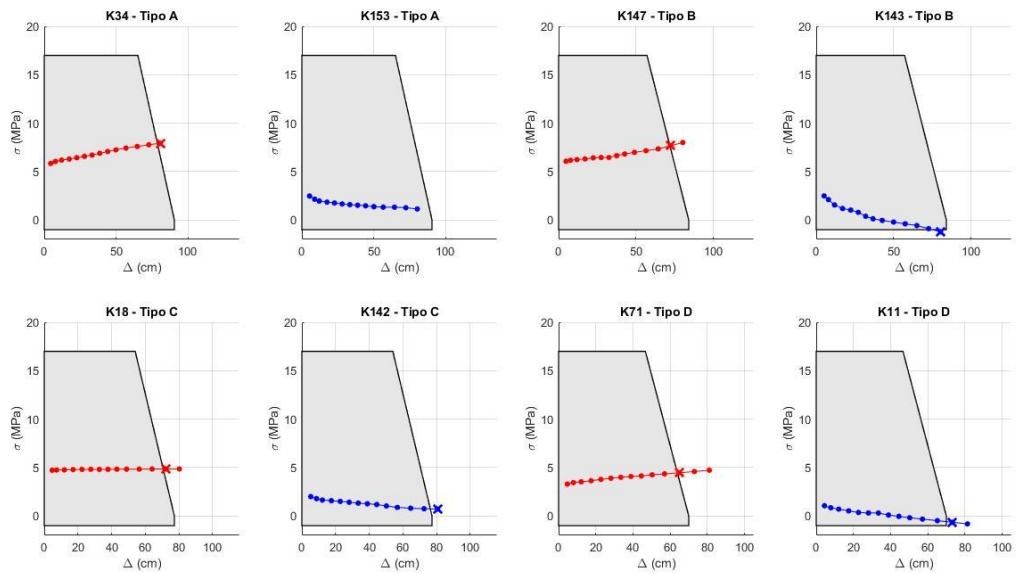 K34 - Tipo A
20
15
10
5
0
σ (MPa)
0 50 100
Δ (cm)
K153 - Tipo A
20
15
10
5
0
σ (MPa)
0 50 100
Δ (cm)
K147 - Tipo B
20
15
10
5
0
σ (MPa)
0 50 100
Δ (cm)
K143 - Tipo B
20
15
10
5
0
σ (MPa)
0 50 100
Δ (cm)
K18 - Tipo C
20
15
10
5
0
σ (MPa)
0 20 40 60 80 100
Δ (cm)
K142 - Tipo C
20
15
10
5
0
σ (MPa)
0 20 40 60 80 100
Δ (cm)
K71 - Tipo D
20
15
10
5
0
σ (MPa)
0 20 40 60 80 100
Δ (cm)
K11 - Tipo D
20
15
10
5
0
σ (MPa)
0 20 40 60 80 100
Δ (cm)